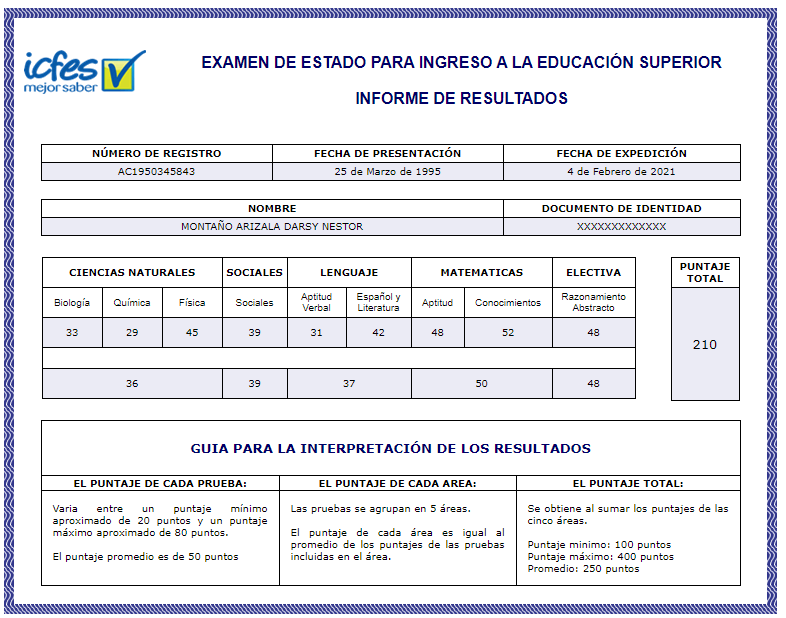 icfes
mejor saber
EXAMEN DE ESTADO PARA INGRESO A LA EDUCACIÓN SUPERIOR
INFORME DE RESULTADOS
NÚMERO DE REGISTRO FECHA DE PRESENTACIÓN FECHA DE EXPEDICIÓN
AC1950345843 25 de Marzo de 1995 4 de Febrero de 2021
NOMBRE DOCUMENTO DE IDENTIDAD
MONTAÑO ARIZALA DARSY NESTOR XXXXXXXXXXXXX
CIENCIAS NATURALES SOCIALES LENGUAJE MATEMATICAS ELECTIVA
Biología Química Física Sociales Aptitud Verbal Español y Literatura Aptitud Conocimientos Razonamiento Abstracto
33 29 45 39 31 42 48 52 48
36 39 37 50 48
PUNTAJE
TOTAL
210
GUIA PARA LA INTERPRETACIÓN DE LOS RESULTADOS
EL PUNTAJE DE CADA PRUEBA:
Varia entre un puntaje mínimo
aproximado de 20 puntos y un puntaje
máximo aproximado de 80 puntos.
El puntaje promedio es de 50 puntos
EL PUNTAJE DE CADA AREA:
Las pruebas se agrupan en 5 áreas.
El puntaje de cada área es igual al
promedio de los puntajes de las pruebas
incluidas en el área.
EL PUNTAJE TOTAL:
Se obtiene al sumar los puntajes de las
cinco áreas.
Puntaje minimo: 100 puntos
Puntaje máximo: 400 puntos
Promedio: 250 puntos